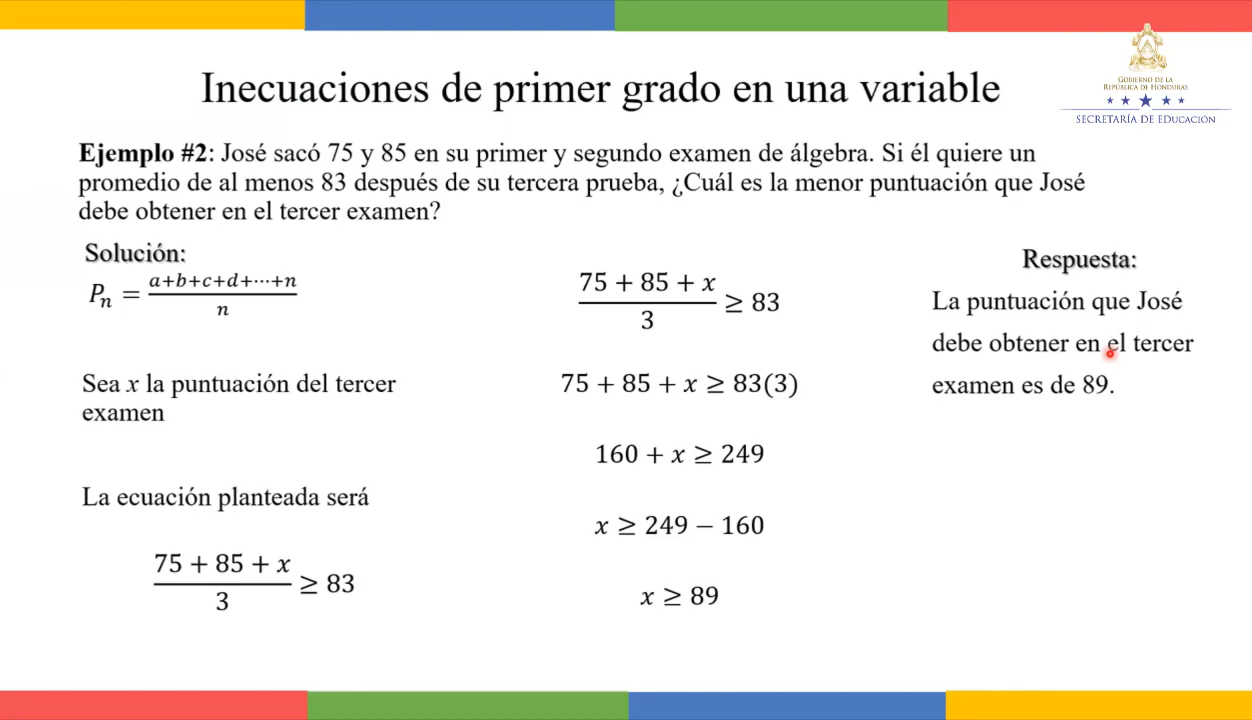 Inecuaciones de primer grado en una variable
GOBIERNO DE LA
REPÚBLICA DE HONDURAS
SECRETARÍA DE EDUCACIÓN
Ejemplo #2: José sacó 75 y 85 en su primer y segundo examen de álgebra. Si él quiere un
promedio de al menos 83 después de su tercera prueba, ¿Cuál es la menor puntuación que José
debe obtener en el tercer examen?
Solución:
Pₙ = (a+b+c+d+⋯+n)/n
Sea x la puntuación del tercer
examen
La ecuación planteada será
(75 + 85 + x)/3 ≥ 83
(75 + 85 + x)/3 ≥ 83
75 + 85 + x ≥ 83(3)
160 + x ≥ 249
x ≥ 249 − 160
x ≥ 89
Respuesta:
La puntuación que José
debe obtener en el tercer
examen es de 89.